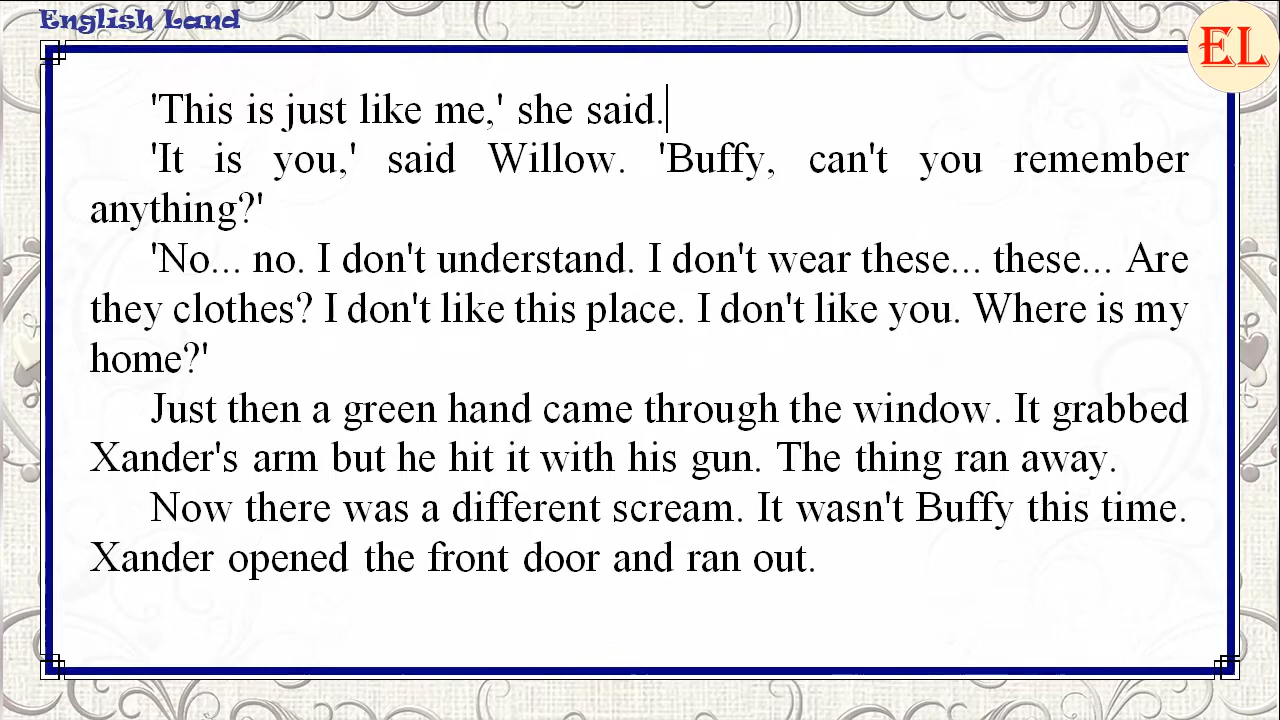 English Land
EL
'This is just like me,' she said.
'It is you,' said Willow. 'Buffy, can't you remember
anything?'
'No... no. I don't understand. I don't wear these... these... Are
they clothes? I don't like this place. I don't like you. Where is my
home?'
Just then a green hand came through the window. It grabbed
Xander's arm but he hit it with his gun. The thing ran away.
Now there was a different scream. It wasn't Buffy this time.
Xander opened the front door and ran out.